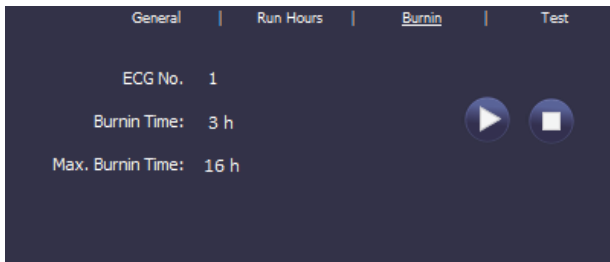 General | Run Hours | Burnin | Test
ECG No. 1
Burnin Time: 3 h
Max. Burnin Time: 16 h